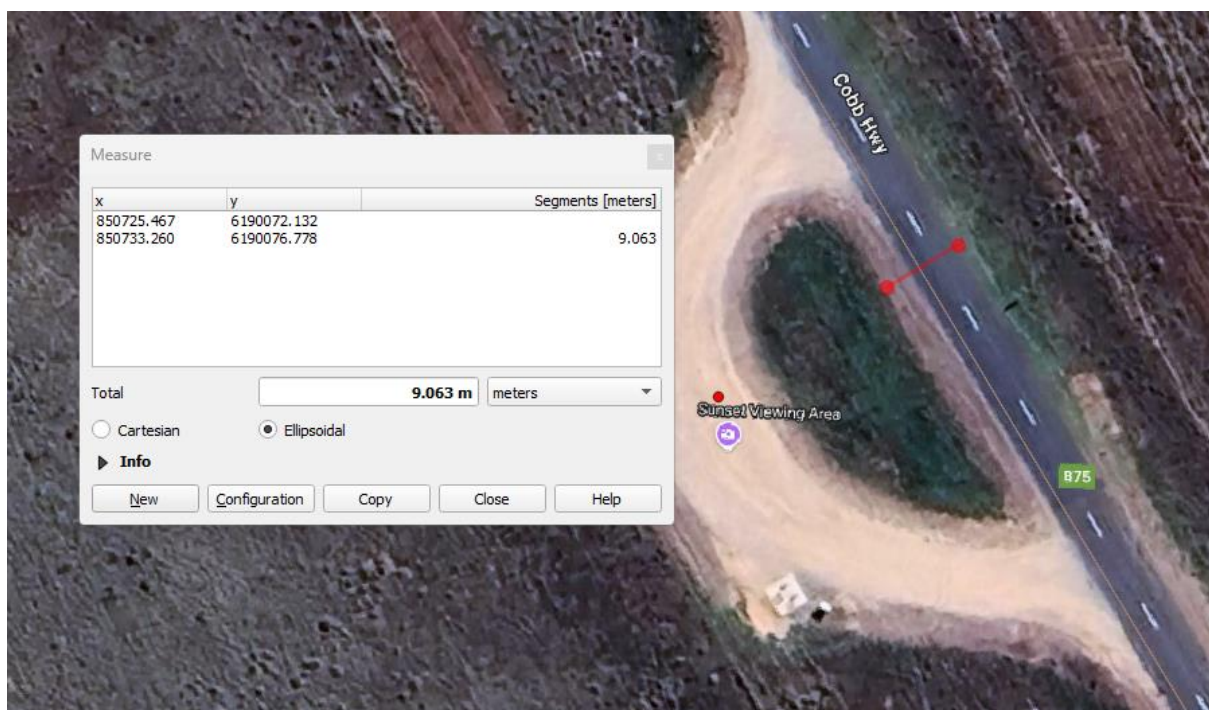 Cobb Hwy
Measure
x y Segments [meters]
850725.467 6190072.132
850733.260 6190076.778 9.063
Total 9.063 m meters
Cartesian Ellipsoidal
Info
New Configuration Copy Close Help
Sunset Viewing Area
B75